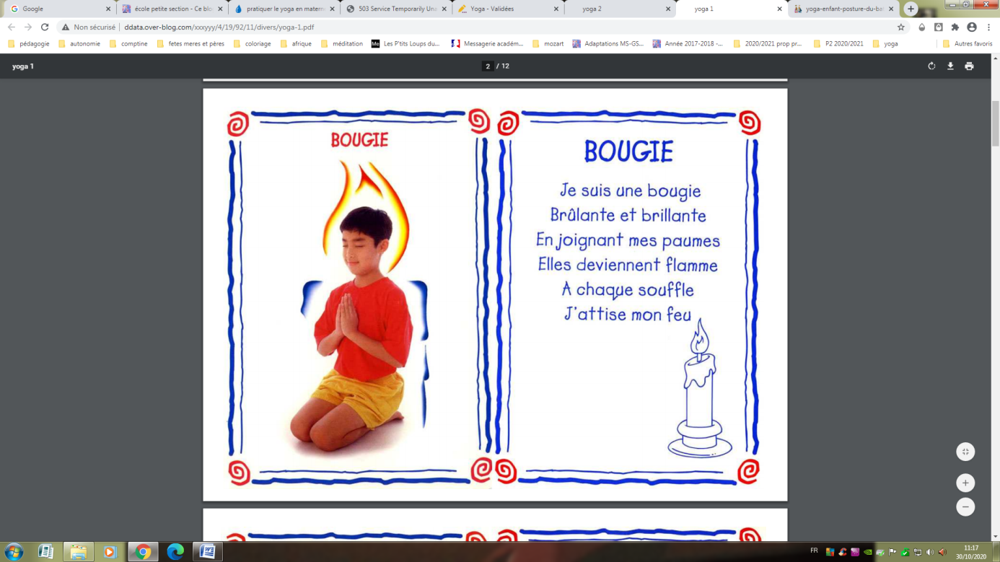 Google
école petite section - Ce blo
pratiquer le yoga en matern
503 Service Temporarily Un
Yoga - Validées
yoga 2
yoga 1
yoga-enfant-posture-du-ba
Non sécurisé | ddata.over-blog.com/xxxyyy/4/19/92/11/divers/yoga-1.pdf
pédagogie
autonomie
comptine
fetes meres et pères
coloriage
afrique
méditation
Me Les P'tits Loups du...
Messagerie académ...
mozart
Adaptations MS-GS...
Année 2017-2018 -...
2020/2021 prop pr...
P2 2020/2021
yoga
Autres favoris
yoga 1
2 / 12
BOUGIE
BOUGIE
Je suis une bougie
Brûlante et brillante
En joignant mes paumes
Elles deviennent flamme
A chaque souffle
J'attise mon feu
FR
11:17
30/10/2020